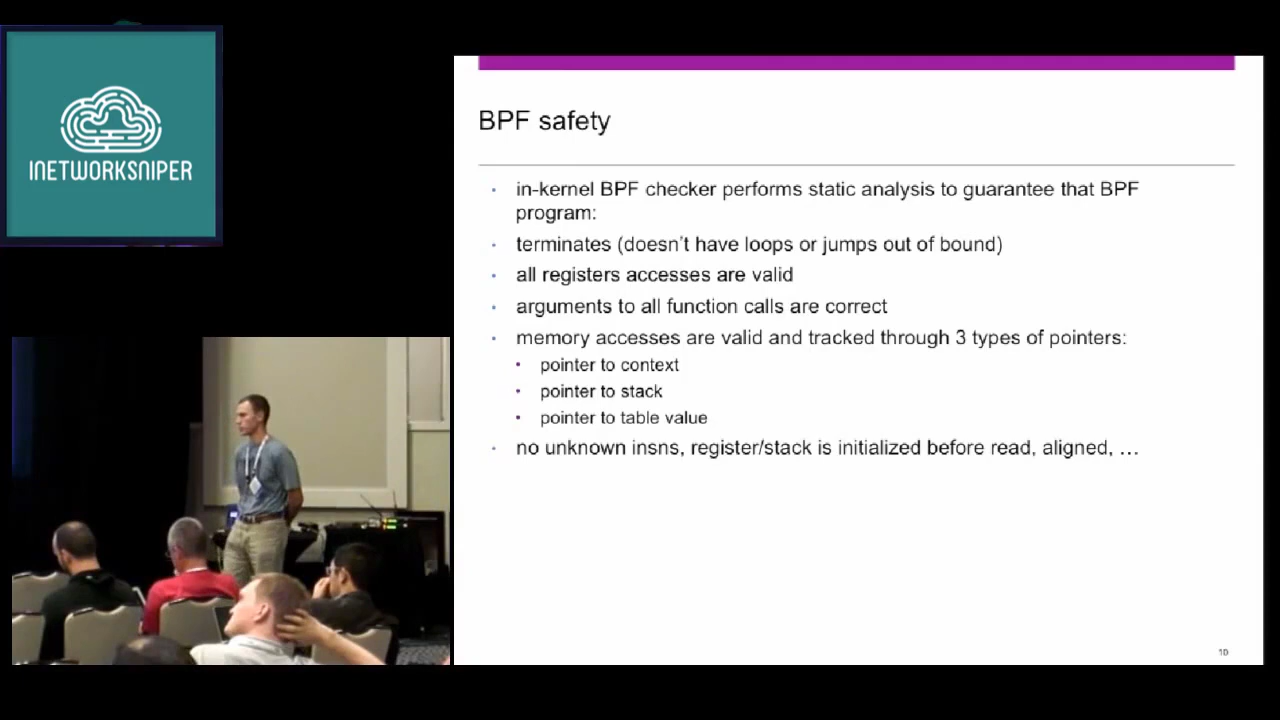 INETWORKSNIPER
BPF safety
in-kernel BPF checker performs static analysis to guarantee that BPF
program:
terminates (doesn't have loops or jumps out of bound)
all registers accesses are valid
arguments to all function calls are correct
memory accesses are valid and tracked through 3 types of pointers:
pointer to context
pointer to stack
pointer to table value
no unknown insns, register/stack is initialized before read, aligned, …
10